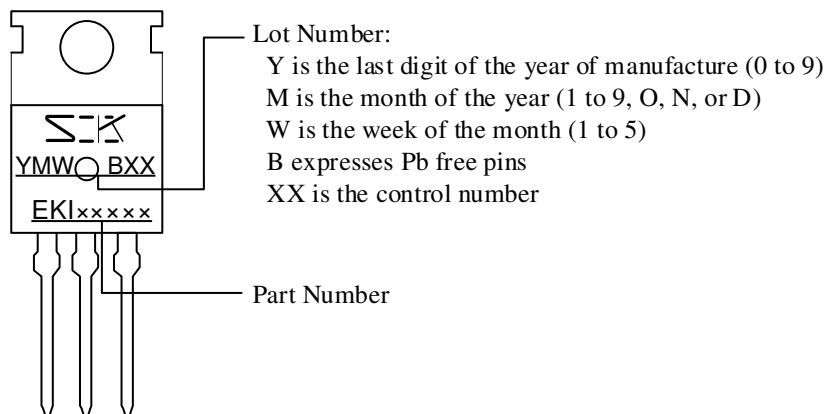 Lot Number:
Y is the last digit of the year of manufacture (0 to 9)
M is the month of the year (1 to 9, O, N, or D)
W is the week of the month (1 to 5)
B expresses Pb free pins
XX is the control number
SK
YMW○ BXX
EKI×××××
Part Number